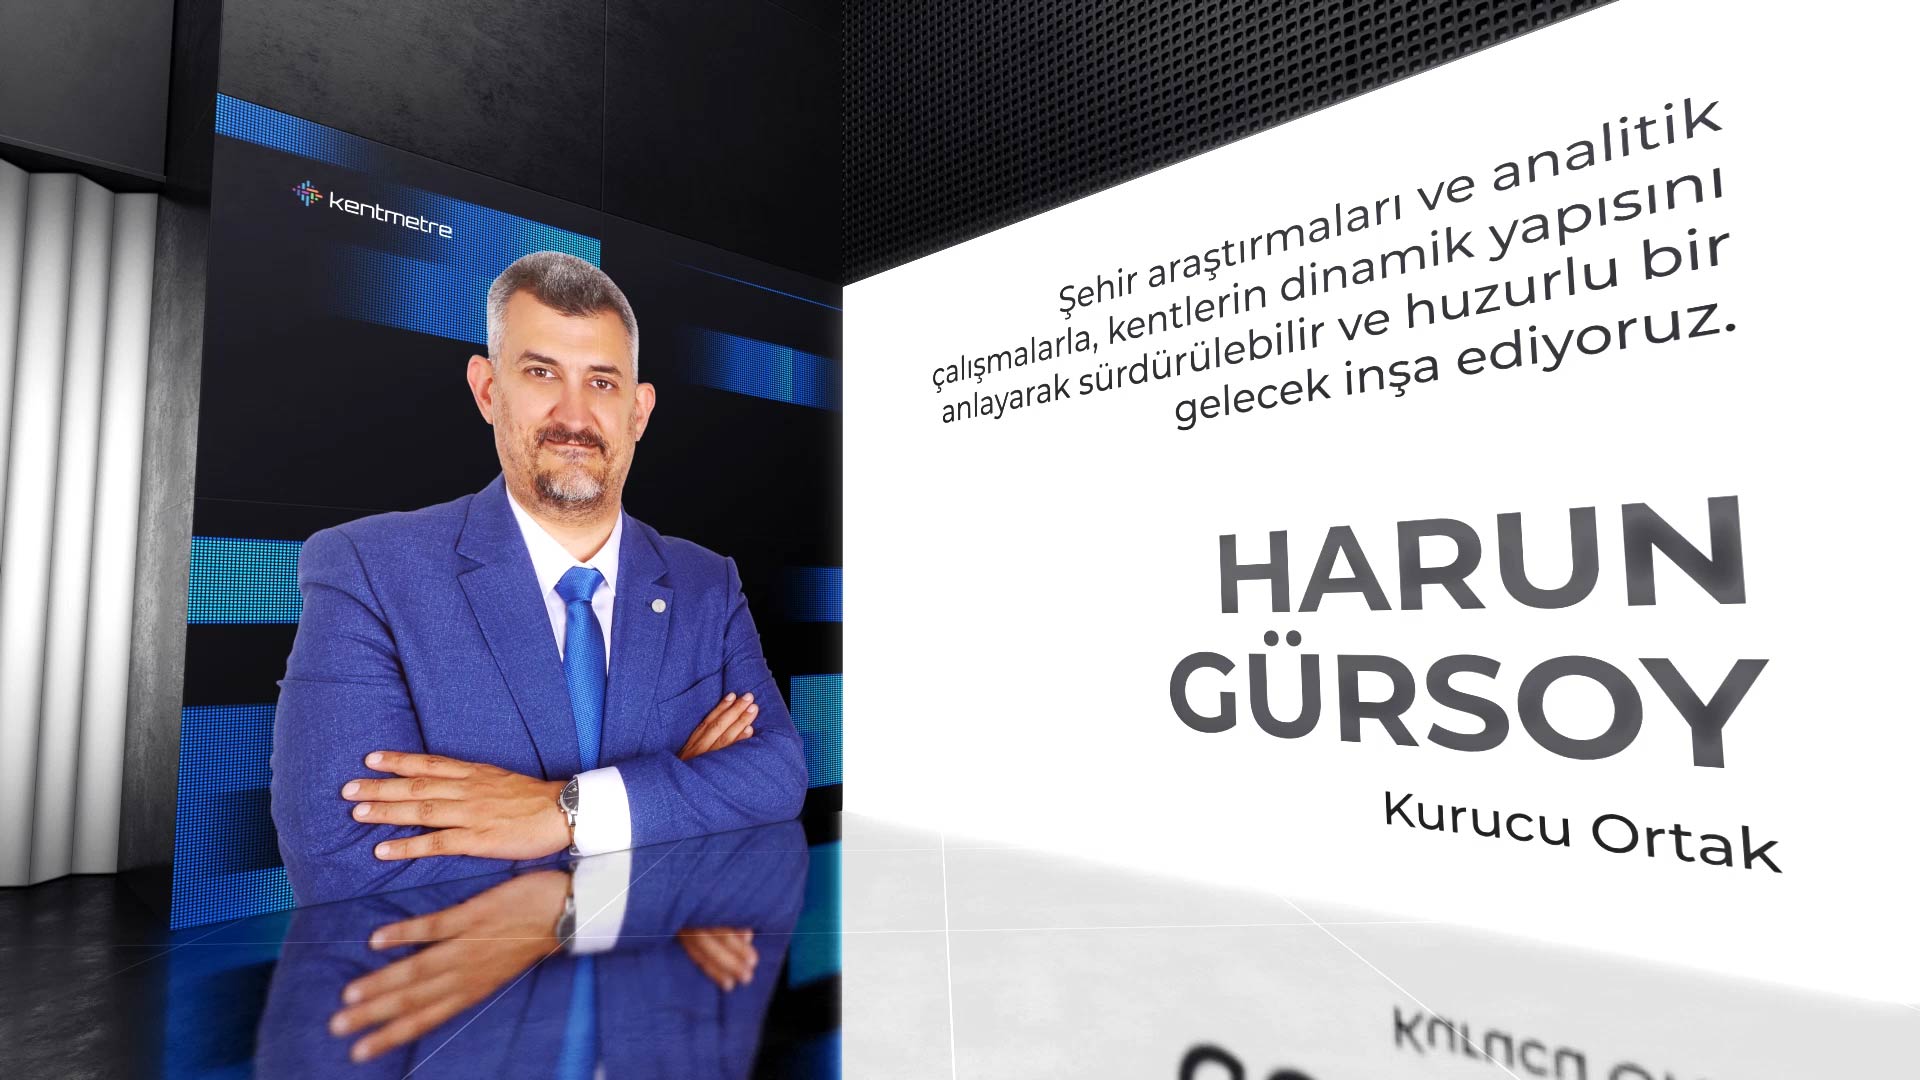 kentmetre
Şehir araştırmaları ve analitik
çalışmalarla, kentlerin dinamik yapısını
anlayarak sürdürülebilir ve huzurlu bir
gelecek inşa ediyoruz.
HARUN
GÜRSOY
Kurucu Ortak